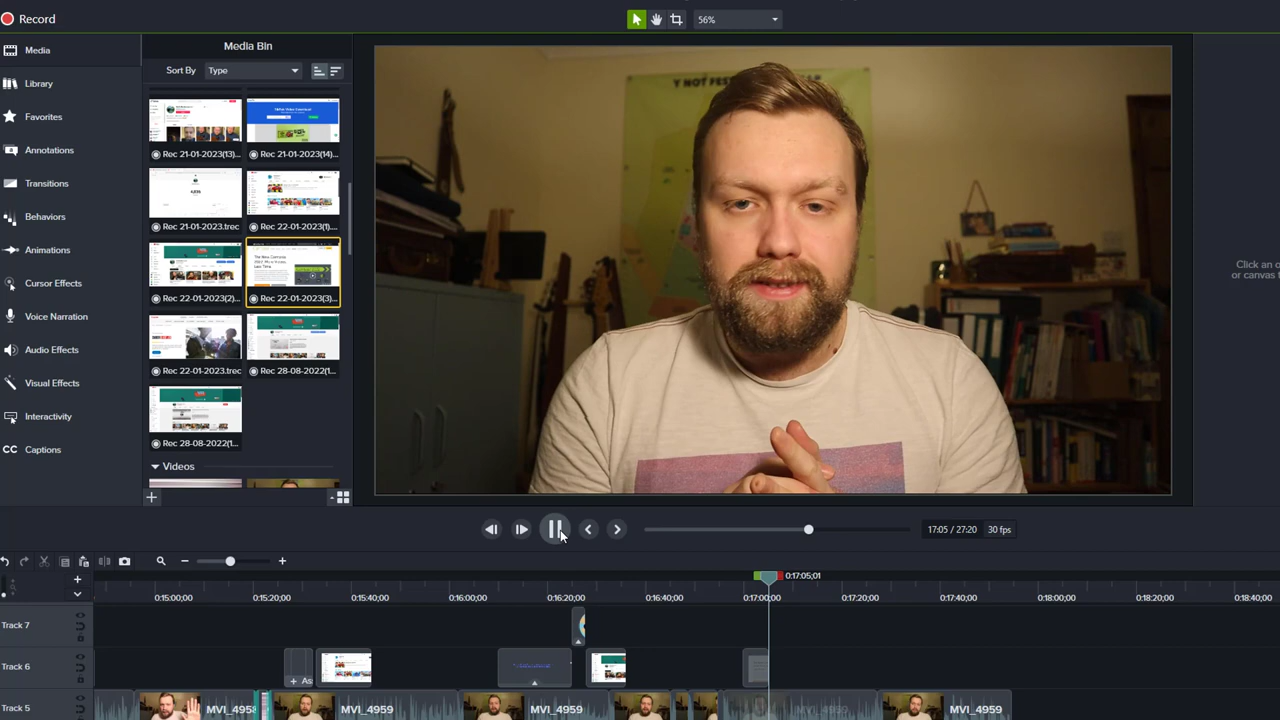 Record
56%
Media
Library
Favorites
Annotations
Transitions
Behaviors
Animations
Cursor Effects
Voice Narration
Audio Effects
Visual Effects
Interactivity
CC Captions
Media Bin
Sort By Type
Rec 21-01-2023(13)... Rec 21-01-2023(14)...
Rec 21-01-2023.trec Rec 22-01-2023(1)....
Rec 22-01-2023(2)... Rec 22-01-2023(3)...
Rec 22-01-2023.trec Rec 28-08-2022(1...
Rec 28-08-2022(1...
Videos
Y NOT FES
Click an o
or canvas t
17:05 / 27:20 30 fps
0:17:05;01
0:15:00;00 0:15:20;00 0:15:40;00 0:16:00;00 0:16:20;00 0:16:40;00 0:17:00;00 0:17:20;00 0:17:40;00 0:18:00;00 0:18:20;00 0:18:40;00
Track 7
Track 6
+ As
Track 5
MVI_4958 MVI_4959 MVI_4959 MVI_4959 MVI_4959